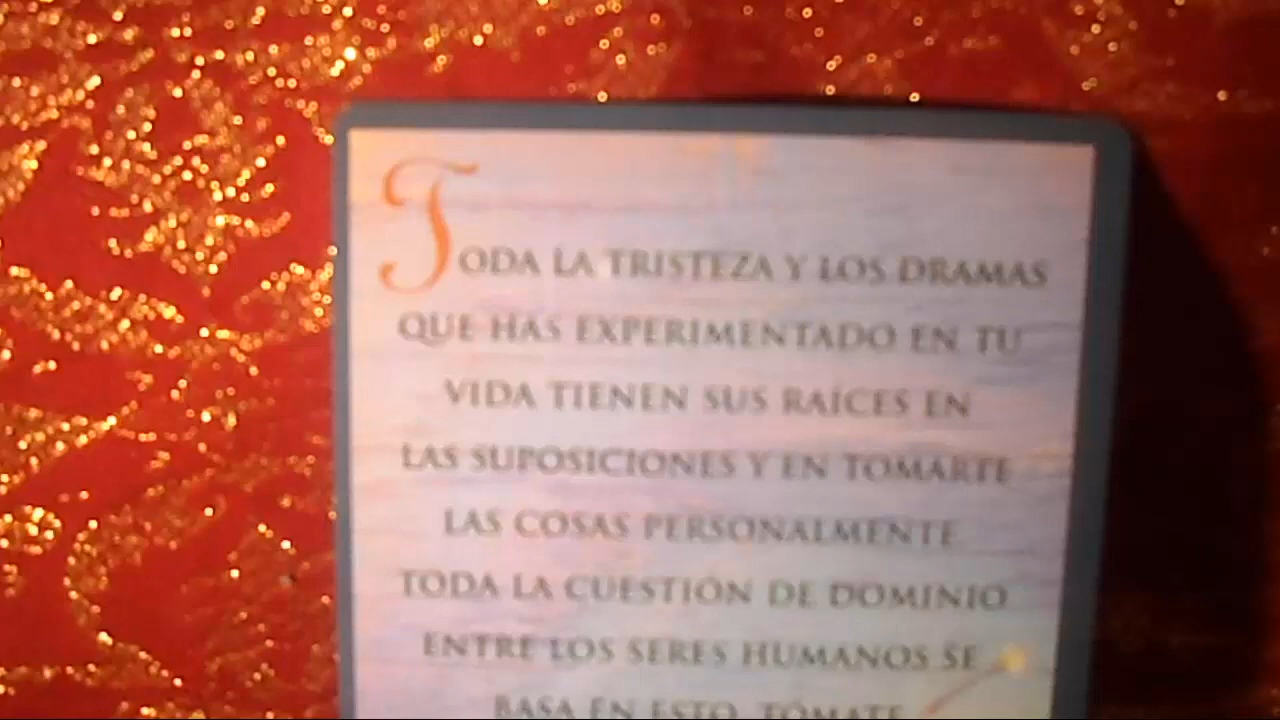 TODA LA TRISTEZA Y LOS DRAMAS
QUE HAS EXPERIMENTADO EN TU
VIDA TIENEN SUS RAÍCES EN
LAS SUPOSICIONES Y EN TOMARTE
LAS COSAS PERSONALMENTE
TODA LA CUESTIÓN DE DOMINIO
ENTRE LOS SERES HUMANOS SE
BASA EN ESTO. TÓMATE